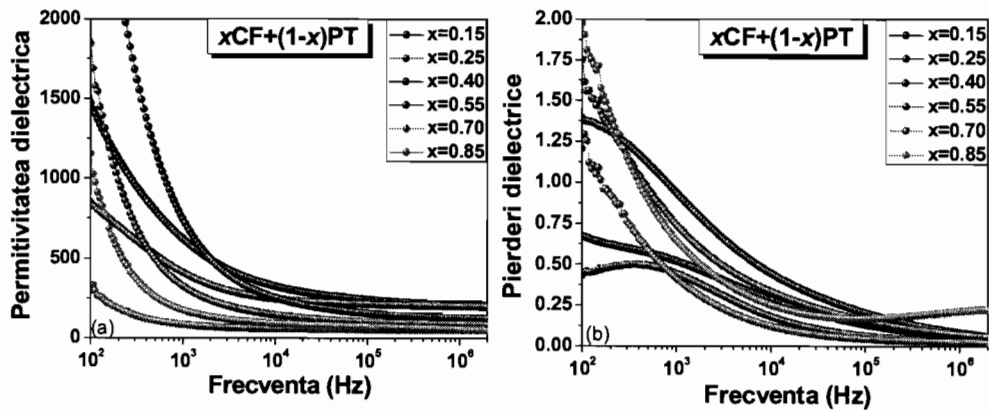 xCF+(1-x)PT
x=0.15
x=0.25
x=0.40
x=0.55
x=0.70
x=0.85
Permitivitatea dielectrica
2000
1500
1000
500
0
(a)
10² 10³ 10⁴ 10⁵ 10⁶
Frecventa (Hz)
xCF+(1-x)PT
x=0.15
x=0.25
x=0.40
x=0.55
x=0.70
x=0.85
Pierderi dielectrice
2.00
1.75
1.50
1.25
1.00
0.75
0.50
0.25
0.00
(b)
10² 10³ 10⁴ 10⁵ 10⁶
Frecventa (Hz)